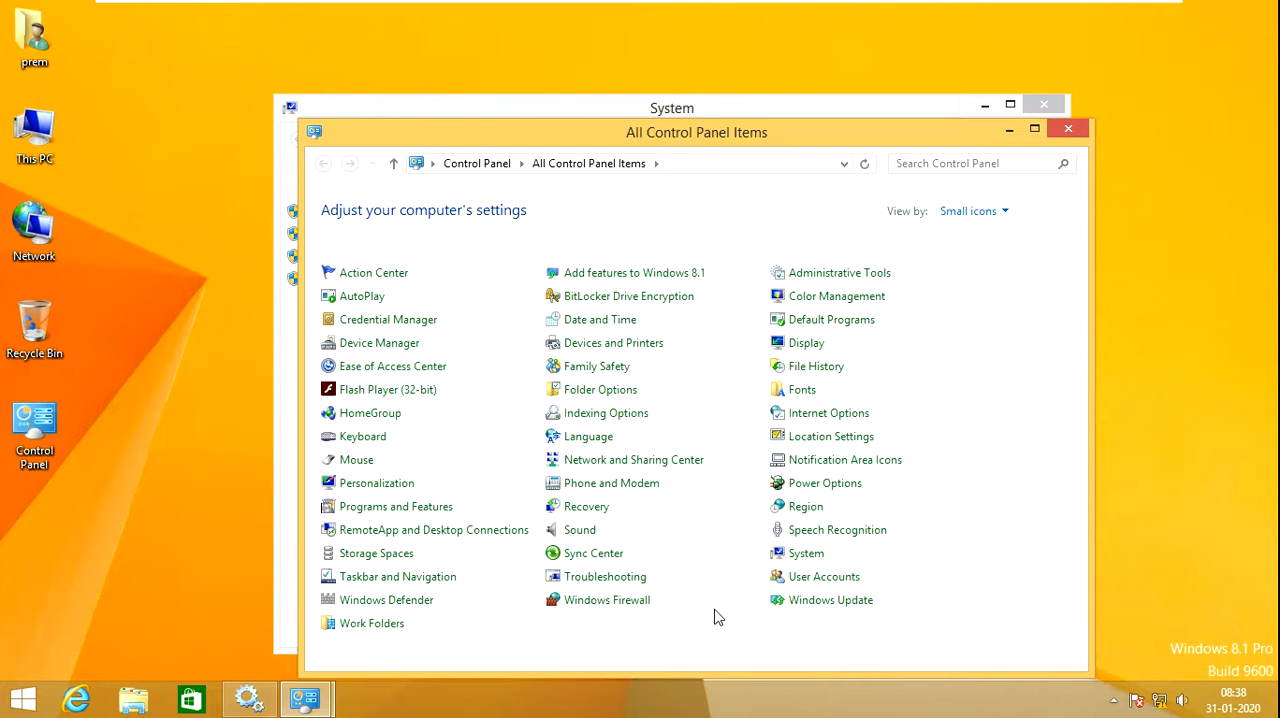 prem
This PC
Network
Recycle Bin
Control
Panel
System
All Control Panel Items
Control Panel
All Control Panel Items
Search Control Panel
Adjust your computer's settings
View by: Small icons
Action Center
Add features to Windows 8.1
Administrative Tools
AutoPlay
BitLocker Drive Encryption
Color Management
Credential Manager
Date and Time
Default Programs
Device Manager
Devices and Printers
Display
Ease of Access Center
Family Safety
File History
Flash Player (32-bit)
Folder Options
Fonts
HomeGroup
Indexing Options
Internet Options
Keyboard
Language
Location Settings
Mouse
Network and Sharing Center
Notification Area Icons
Personalization
Phone and Modem
Power Options
Programs and Features
Recovery
Region
RemoteApp and Desktop Connections
Sound
Speech Recognition
Storage Spaces
Sync Center
System
Taskbar and Navigation
Troubleshooting
User Accounts
Windows Defender
Windows Firewall
Windows Update
Work Folders
Windows 8.1 Pro
Build 9600
08:38
31-01-2020